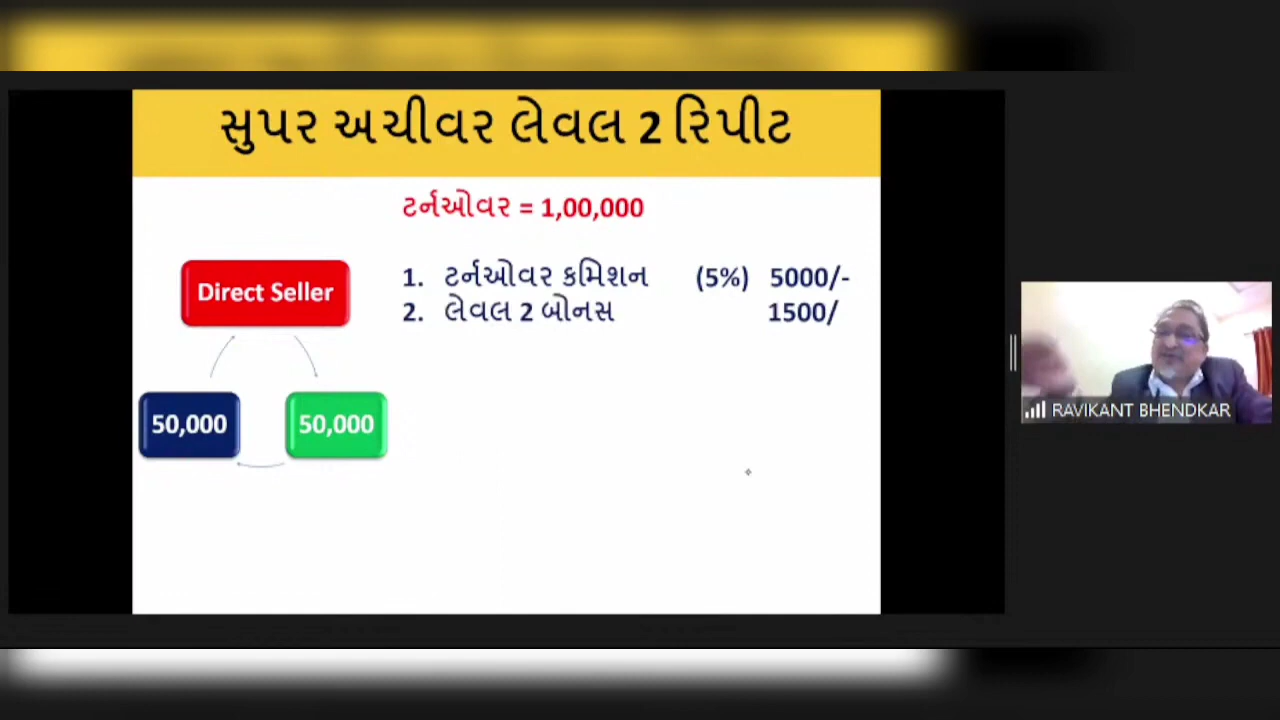 સુપર અચીવર લેવલ 2 રિપીટ
ટર્નઓવર = 1,00,000
Direct Seller
1. ટર્નઓવર કમિશન (5%) 5000/-
2. લેવલ 2 બોનસ 1500/
50,000 50,000
RAVIKANT BHENDKAR